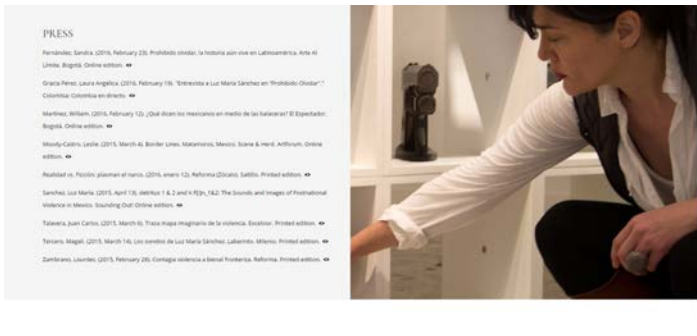 PRESS
Fernández, Sandra. (2016, February 23). Prohibido olvidar, la historia aún vive en Latinoamérica. Arte Al
Límite. Bogotá. Online edition.
Gracia Perez, Laura Angélica. (2016, February 19). "Entrevista a Luz María Sánchez en "Prohibido Olvidar"."
Colombia: Colombia en directo.
Martínez, William. (2016, February 12). ¿Qué dicen los mexicanos en medio de las balaceras? El Espectador.
Bogotá. Online edition.
Moody-Castro, Leslie. (2015, March 4). Border Lines. Matamoros, Mexico. Scene & Herd. Artforum. Online
edition.
Realidad vs. Ficción: plasman el narco. (2016, enero 12). Reforma (Zócalo). Saltillo. Printed edition.
Sanchez, Luz María. (2015, April 13). detritus 1 & 2 and V.F(i)n_1&2: The Sounds and Images of Postnational
Violence in Mexico. Sounding Out! Online edition.
Talavera, Juan Carlos. (2015, March 6). Traza mapa imaginario de la violencia. Excelsior. Printed edition.
Tercero, Magali. (2015, March 14). Los sonidos de Luz María Sánchez. Laberinto. Milenio. Printed edition.
Zambrano, Lourdes. (2015, February 28). Contagia violencia a bienal fronteriza. Reforma. Printed edition.